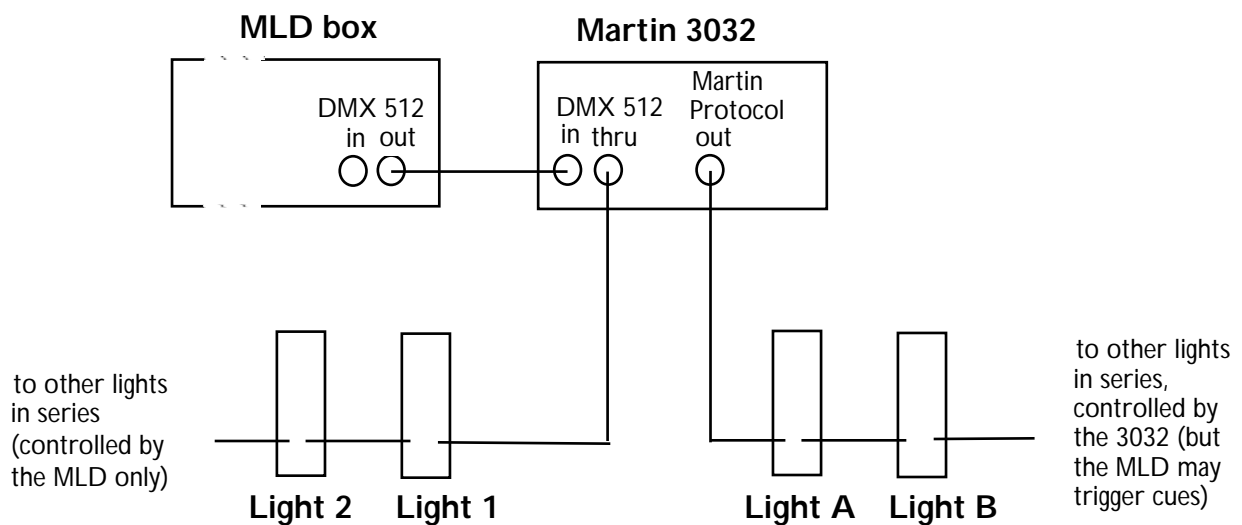 MLD box
Martin 3032
DMX 512
in out
DMX 512
in thru
Martin
Protocol
out
to other lights
in series
(controlled by
the MLD only)
Light 2
Light 1
Light A
Light B
to other lights
in series,
controlled by
the 3032 (but
the MLD may
trigger cues)